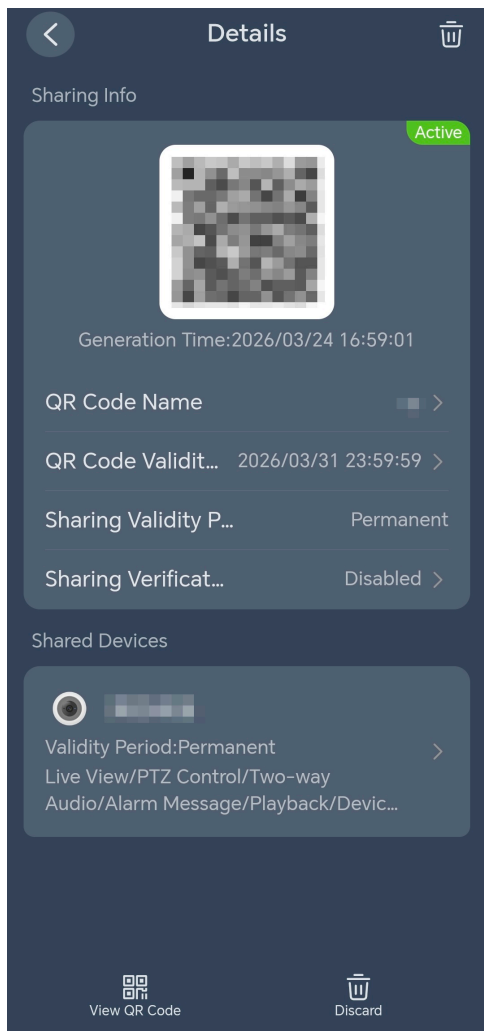 Details
Sharing Info
Active
Generation Time:2026/03/24 16:59:01
QR Code Name
QR Code Validit... 2026/03/31 23:59:59
Sharing Validity P... Permanent
Sharing Verificat... Disabled
Shared Devices
Validity Period:Permanent
Live View/PTZ Control/Two-way
Audio/Alarm Message/Playback/Devic...
View QR Code Discard